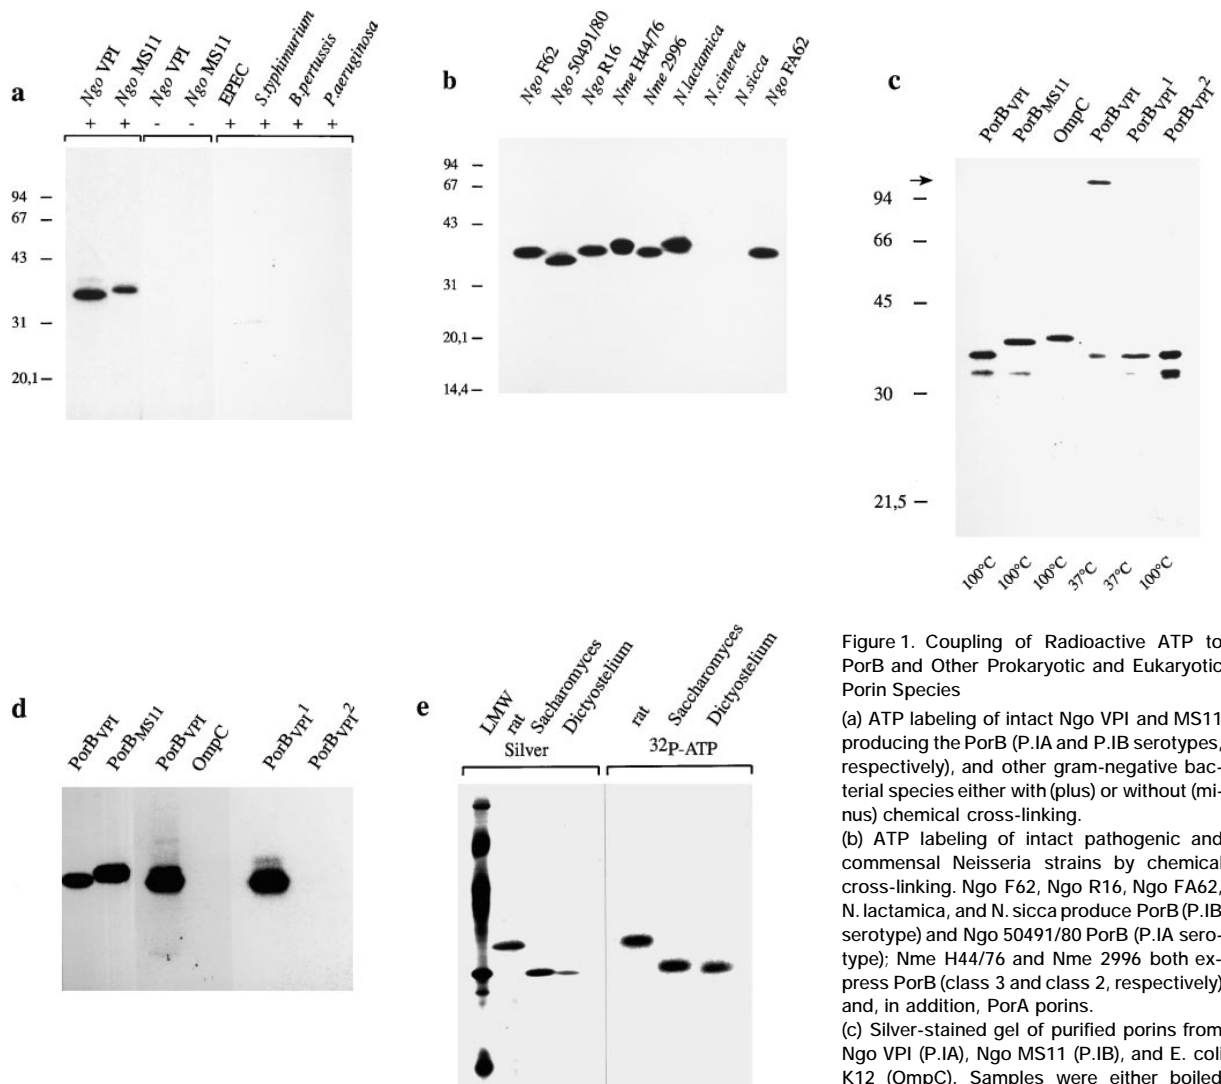 a
Ngo VPI
Ngo MS11
Ngo VPI
Ngo MS11
EPEC
S.typhimurium
B.pertussis
P.aeruginosa
+ + - - + + + +
94
67
43
31
20,1
b
Ngo F62
Ngo 50491/80
Ngo R16
Nme H44/76
Nme 2996
N.lactamica
N.cinerea
N.sicca
Ngo FA62
94
67
43
31
20,1
14,4
c
PorBVPI
PorBMS11
OmpC
PorBVPI
PorBVPI1
PorBVPI2
94
66
45
30
21,5
100°C
100°C
100°C
37°C
37°C
100°C
d
PorBVPI
PorBMS11
PorBVPI
OmpC
PorBVPI1
PorBVPI2
e
LMW
rat
Sacharomyces
Dictyostelium
Silver
rat
Saccharomyces
Dictyostelium
32P-ATP
Figure 1. Coupling of Radioactive ATP to
PorB and Other Prokaryotic and Eukaryotic
Porin Species
(a) ATP labeling of intact Ngo VPI and MS11
producing the PorB (P.IA and P.IB serotypes,
respectively), and other gram-negative bac-
terial species either with (plus) or without (mi-
nus) chemical cross-linking.
(b) ATP labeling of intact pathogenic and
commensal Neisseria strains by chemical
cross-linking. Ngo F62, Ngo R16, Ngo FA62,
N. lactamica, and N. sicca produce PorB (P.IB
serotype) and Ngo 50491/80 PorB (P.IA sero-
type); Nme H44/76 and Nme 2996 both ex-
press PorB (class 3 and class 2, respectively)
and, in addition, PorA porins.
(c) Silver-stained gel of purified porins from
Ngo VPI (P.IA), Ngo MS11 (P.IB), and E. coli
K12 (OmpC). Samples were either boiled